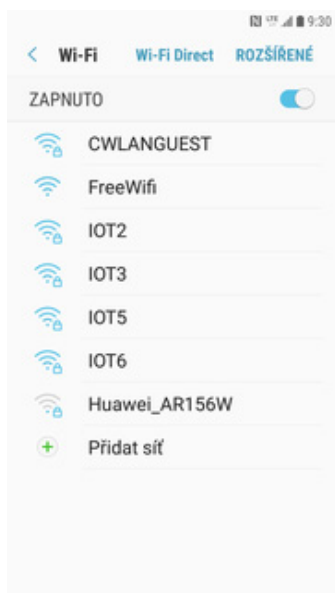 9:30
Wi-Fi Wi-Fi Direct ROZŠÍŘENÉ
ZAPNUTO
CWLANGUEST
FreeWifi
IOT2
IOT3
IOT5
IOT6
Huawei_AR156W
Přidat síť